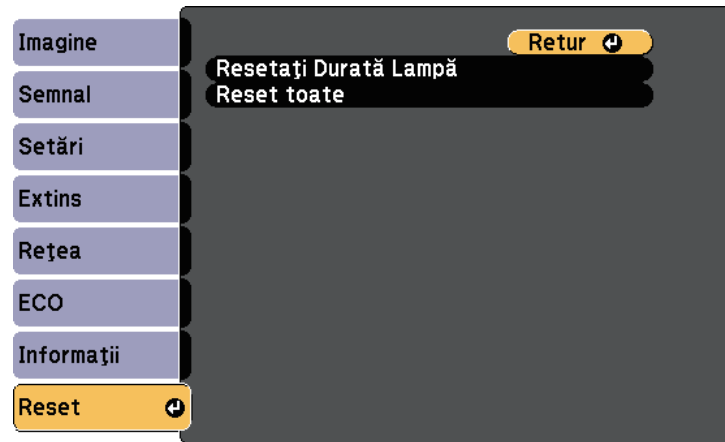 Imagine
Semnal
Setări
Extins
Reţea
ECO
Informaţii
Reset
Retur
Resetaţi Durată Lampă
Reset toate